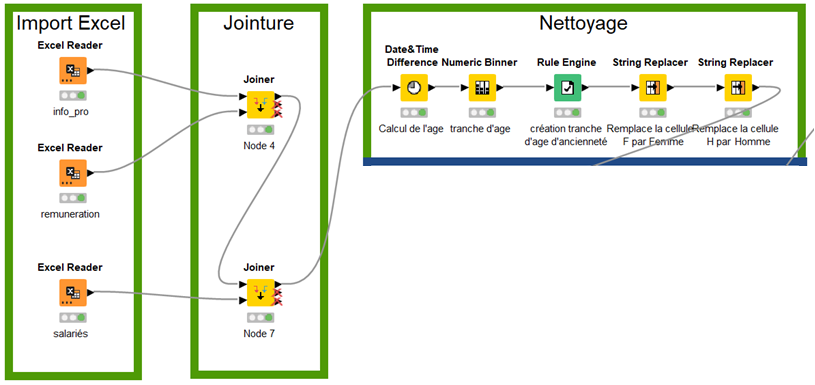 Import Excel
Excel Reader
info_pro
Excel Reader
remuneration
Excel Reader
salariés
Jointure
Joiner
Node 4
Joiner
Node 7
Nettoyage
Date&Time
Difference
Calcul de l'age
Numeric Binner
tranche d'age
Rule Engine
création tranche
d'age d'ancienneté
String Replacer
Remplace la cellule
F par Femme
String Replacer
Remplace la cellule
H par Homme